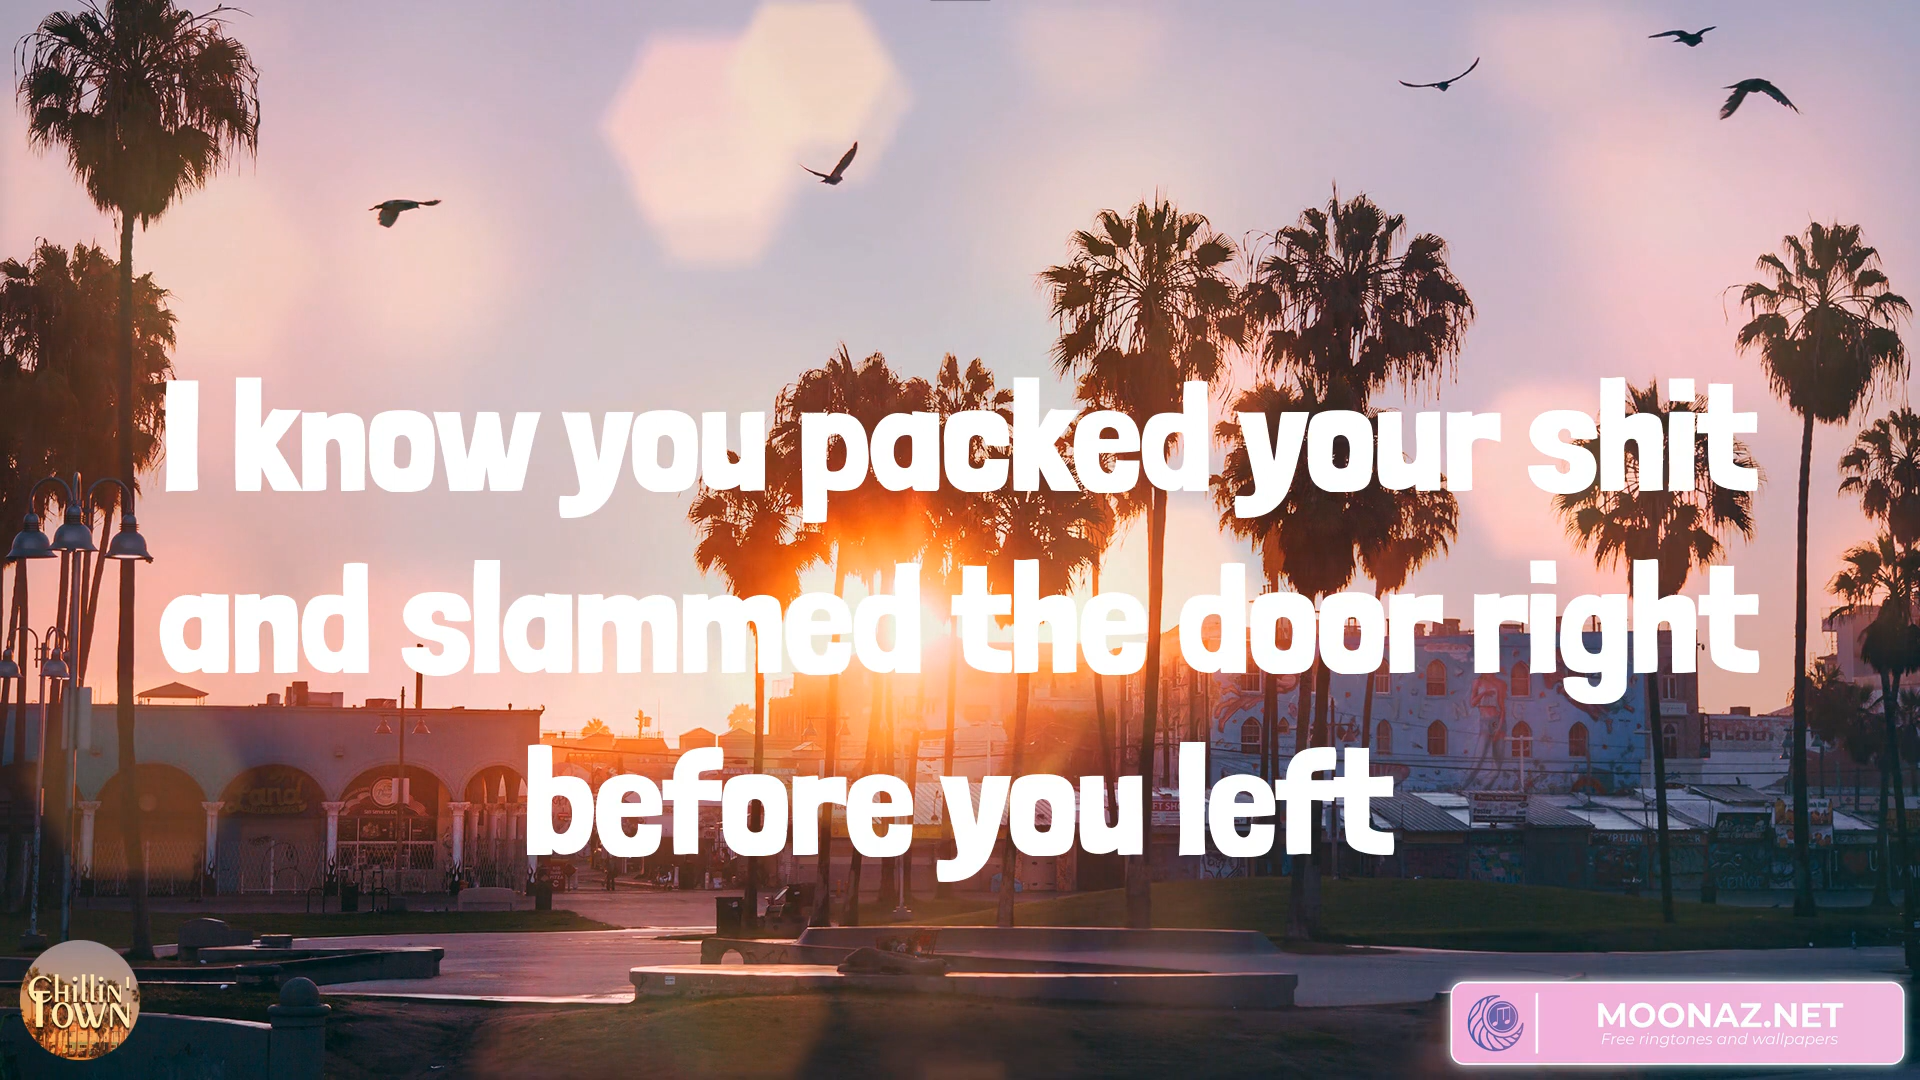 I know you packed your shit
and slammed the door right
before you left
Chillin'
Town
MOONAZ.NET
Free ringtones and wallpapers